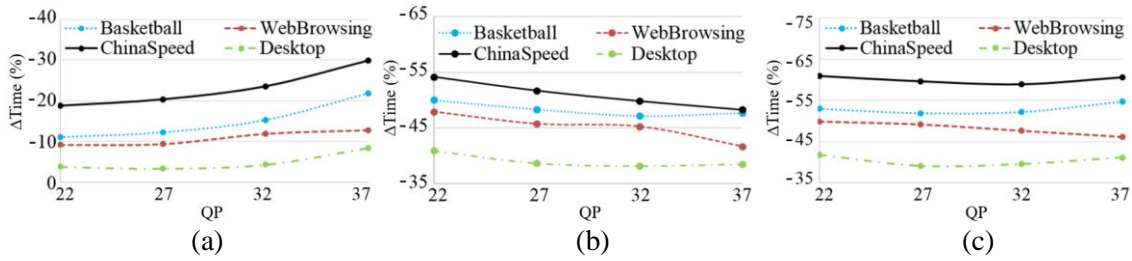 -40
-30
-20
-10
0
ΔTime (%)
Basketball
WebBrowsing
ChinaSpeed
Desktop
22
27
32
37
QP
(a)
-65
-55
-45
-35
ΔTime (%)
Basketball
WebBrowsing
ChinaSpeed
Desktop
22
27
32
37
QP
(b)
-75
-65
-55
-45
-35
ΔTime (%)
Basketball
WebBrowsing
ChinaSpeed
Desktop
22
27
32
37
QP
(c)